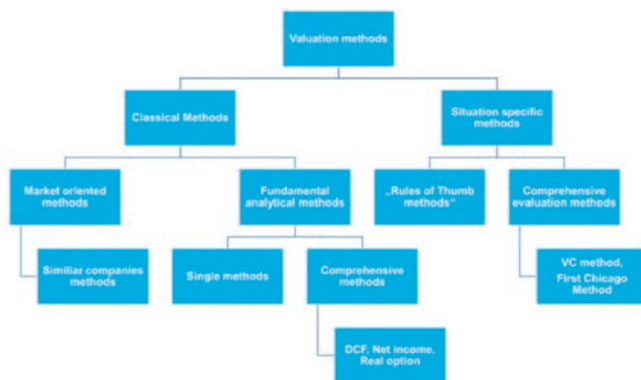 Valuation methods
Classical Methods
Situation specific
methods
Market oriented
methods
Fundamental
analytical methods
„Rules of Thumb
methods“
Comprehensive
evaluation methods
Similiar companies
methods
Single methods
Comprehensive
methods
VC method,
First Chicago
Method
DCF, Net Income,
Real option